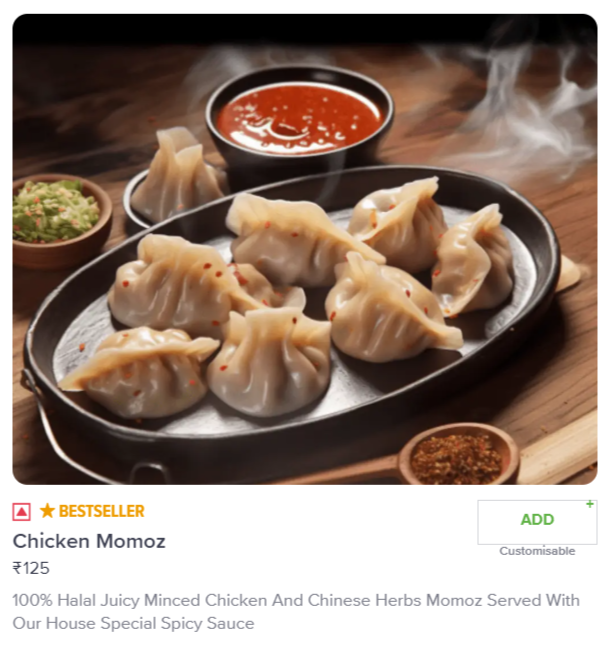 BESTSELLER
Chicken Momoz
₹125
ADD
+
Customisable
100% Halal Juicy Minced Chicken And Chinese Herbs Momoz Served With
Our House Special Spicy Sauce